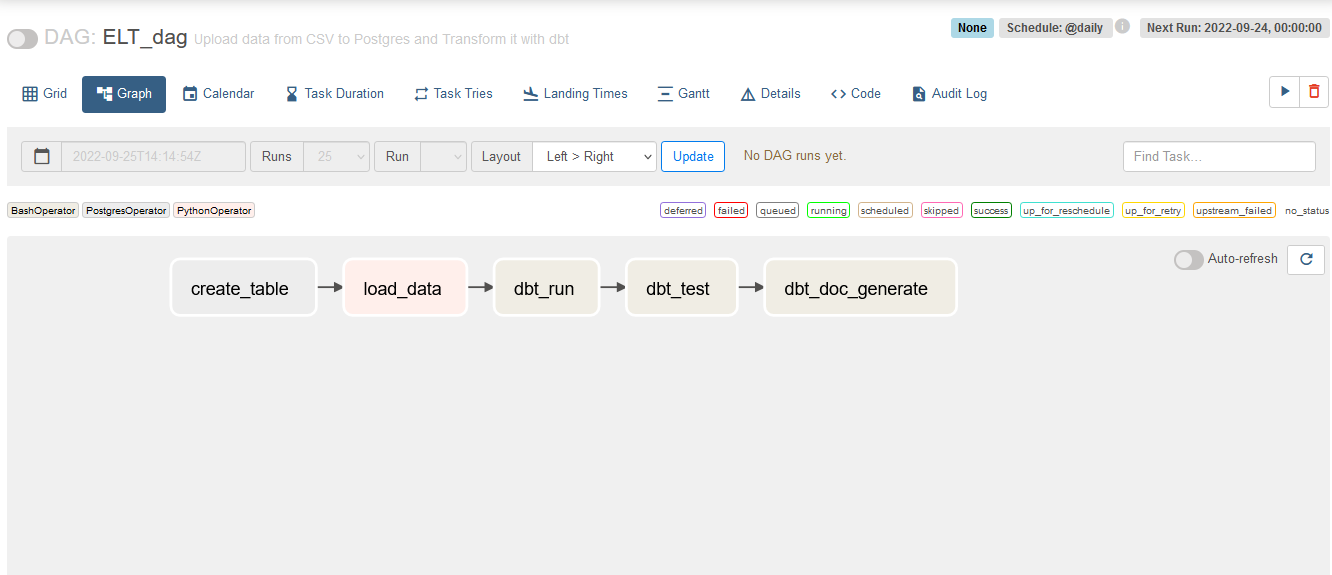 DAG: ELT_dag Upload data from CSV to Postgres and Transform it with dbt
None Schedule: @daily Next Run: 2022-09-24, 00:00:00
Grid Graph Calendar Task Duration Task Tries Landing Times Gantt Details Code Audit Log
2022-09-25T14:14:54Z Runs 25 Run Layout Left > Right Update No DAG runs yet. Find Task...
BashOperator PostgresOperator PythonOperator deferred failed queued running scheduled skipped success up_for_reschedule up_for_retry upstream_failed no_status
Auto-refresh
create_table load_data dbt_run dbt_test dbt_doc_generate